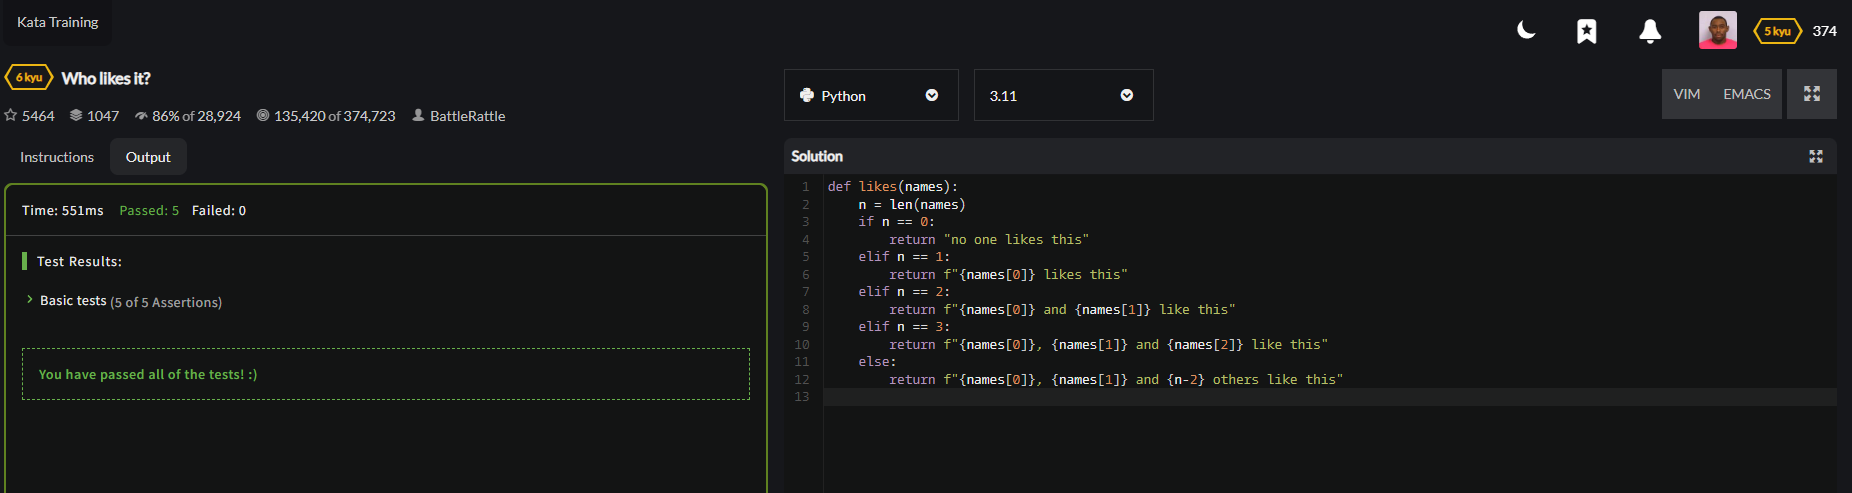 Kata Training
5 kyu 374
6 kyu Who likes it?
5464 1047 86% of 28,924 135,420 of 374,723 BattleRattle
Instructions Output
Time: 551ms Passed: 5 Failed: 0
Test Results:
Basic tests (5 of 5 Assertions)
You have passed all of the tests! :)
Python 3.11 VIM EMACS
Solution
1 def likes(names):
2     n = len(names)
3     if n == 0:
4         return "no one likes this"
5     elif n == 1:
6         return f"{names[0]} likes this"
7     elif n == 2:
8         return f"{names[0]} and {names[1]} like this"
9     elif n == 3:
10         return f"{names[0]}, {names[1]} and {names[2]} like this"
11     else:
12         return f"{names[0]}, {names[1]} and {n-2} others like this"
13